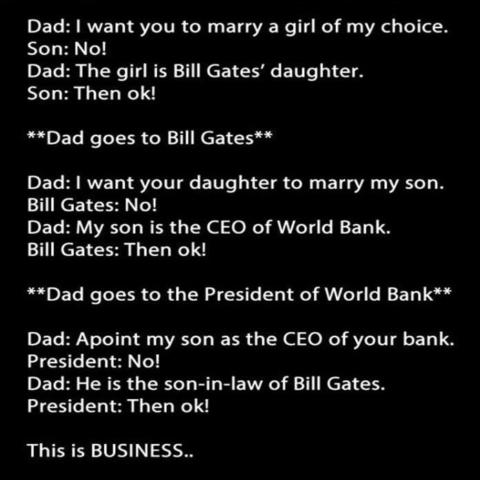 Dad: I want you to marry a girl of my choice.
Son: No!
Dad: The girl is Bill Gates’ daughter.
Son: Then ok!
**Dad goes to Bill Gates**
Dad: I want your daughter to marry my son.
Bill Gates: No!
Dad: My son is the CEO of World Bank.
Bill Gates: Then ok!
**Dad goes to the President of World Bank**
Dad: Apoint my son as the CEO of your bank.
President: No!
Dad: He is the son-in-law of Bill Gates.
President: Then ok!
This is BUSINESS..